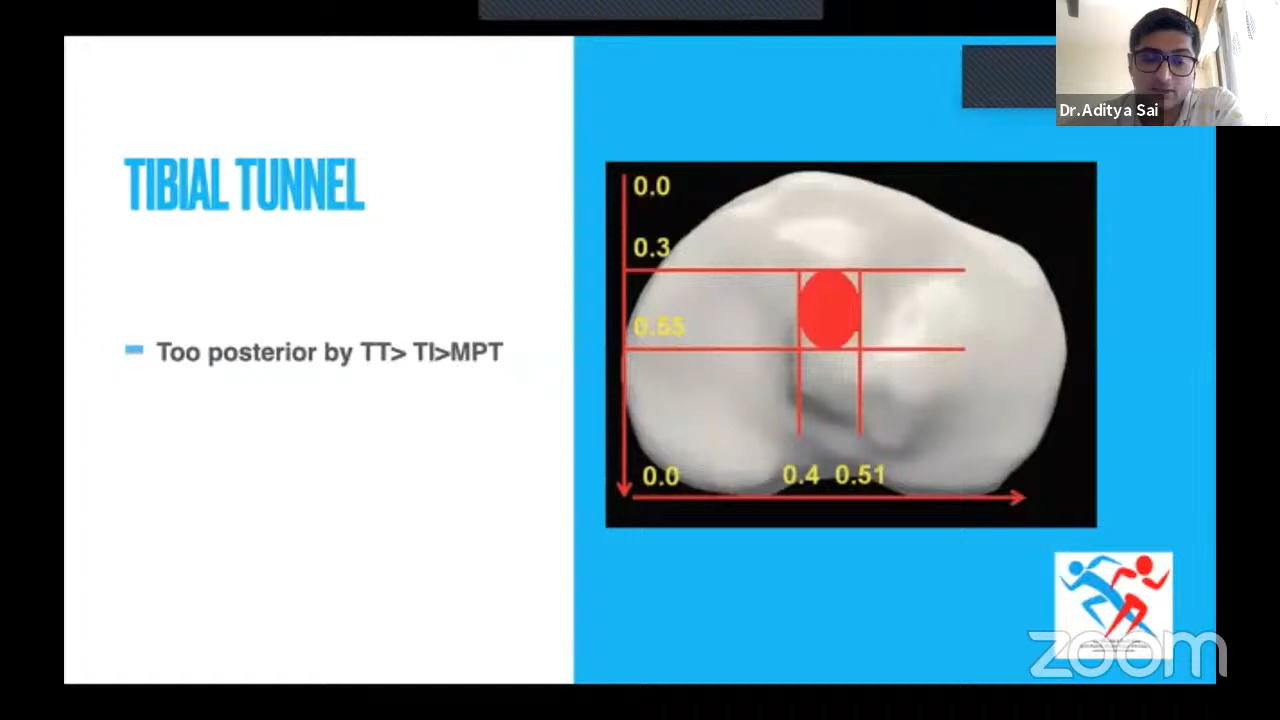 Dr.Aditya Sai
TIBIAL TUNNEL
Too posterior by TT> TI>MPT
0.0
0.3
0.55
0.0
0.4
0.51
zoom